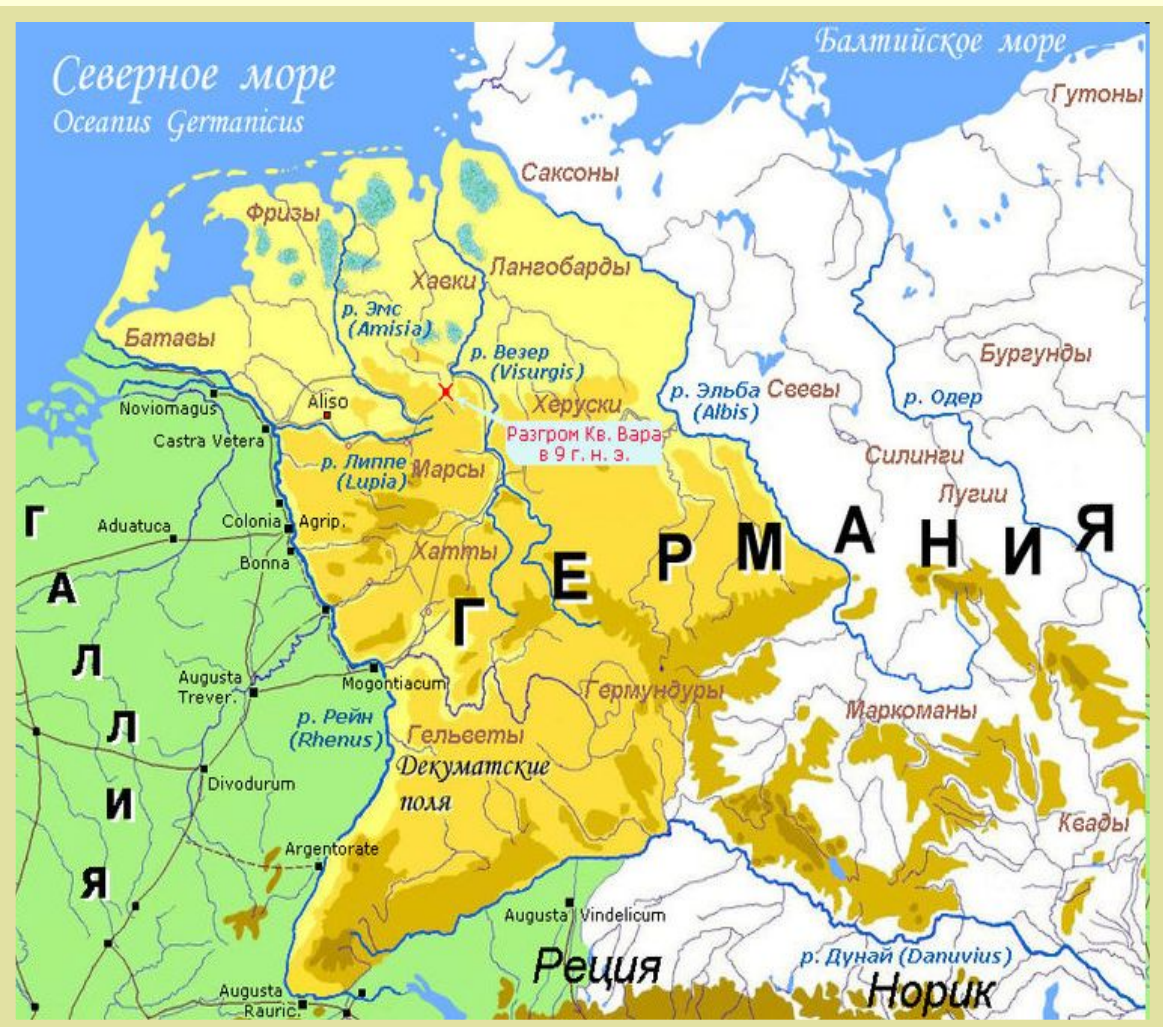 Северное море
Oceanus Germanicus
Балтийское море
Гутоны
Саксоны
Фризы
Хавки
Лангобарды
р. Эмс
(Amisia)
Батавы
р. Везер
(Visurgis)
Бургунды
Noviomagus
Aliso
Херуски
р. Эльба
(Albis)
Свевы
р. Одер
Castra Vetera
Разгром Кв. Вара
в 9 г. н. э.
р. Липпе
(Lupia)
Марсы
Силинги
Лугии
Aduatuca
Colonia
Agrip.
Bonna
Хатты
ГЕРМАНИЯ
ГАЛЛИЯ
Augusta
Trever.
Mogontiacum
Гермундуры
Маркоманы
р. Рейн
(Rhenus)
Гельветы
Декуматские
поля
Divodurum
Квады
Argentorate
Augusta Vindelicum
Реция
р. Дунай (Danuvius)
Норик
Augusta
Rauric.